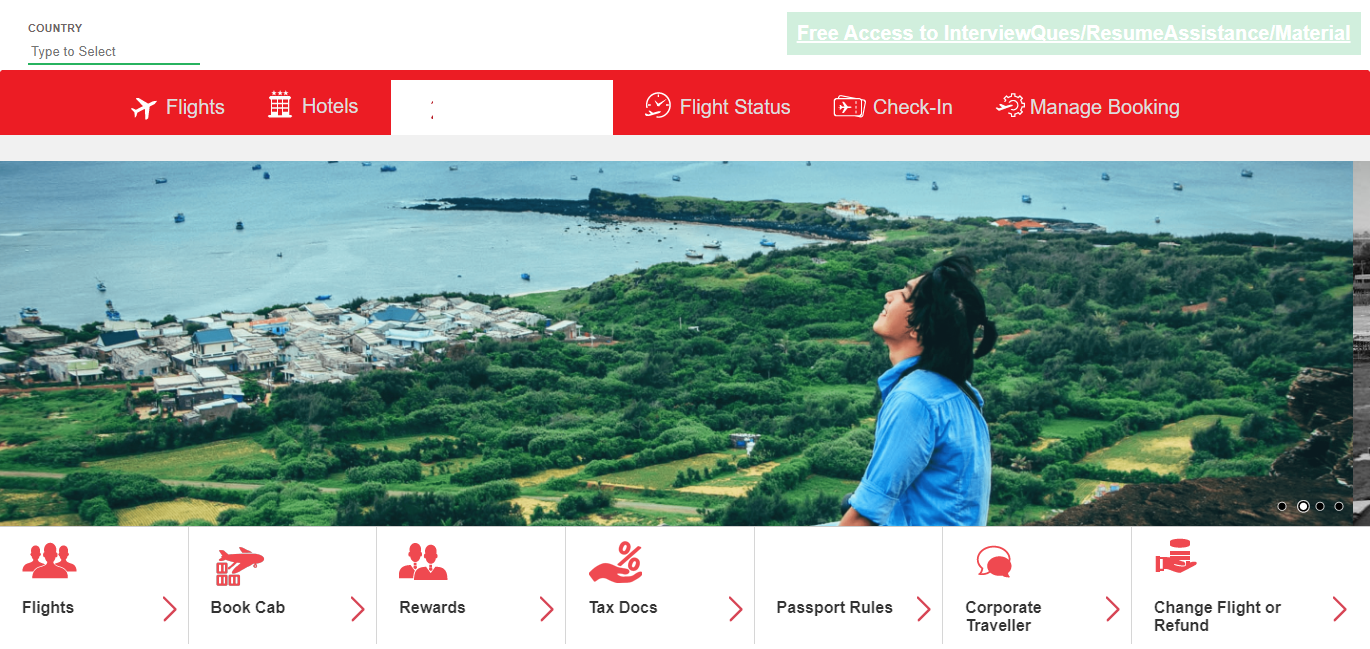 COUNTRY
Type to Select
Free Access to InterviewQues/ResumeAssistance/Material
Flights
Hotels
Flight Status
Check-In
Manage Booking
Flights
Book Cab
Rewards
Tax Docs
Passport Rules
Corporate
Traveller
Change Flight or
Refund